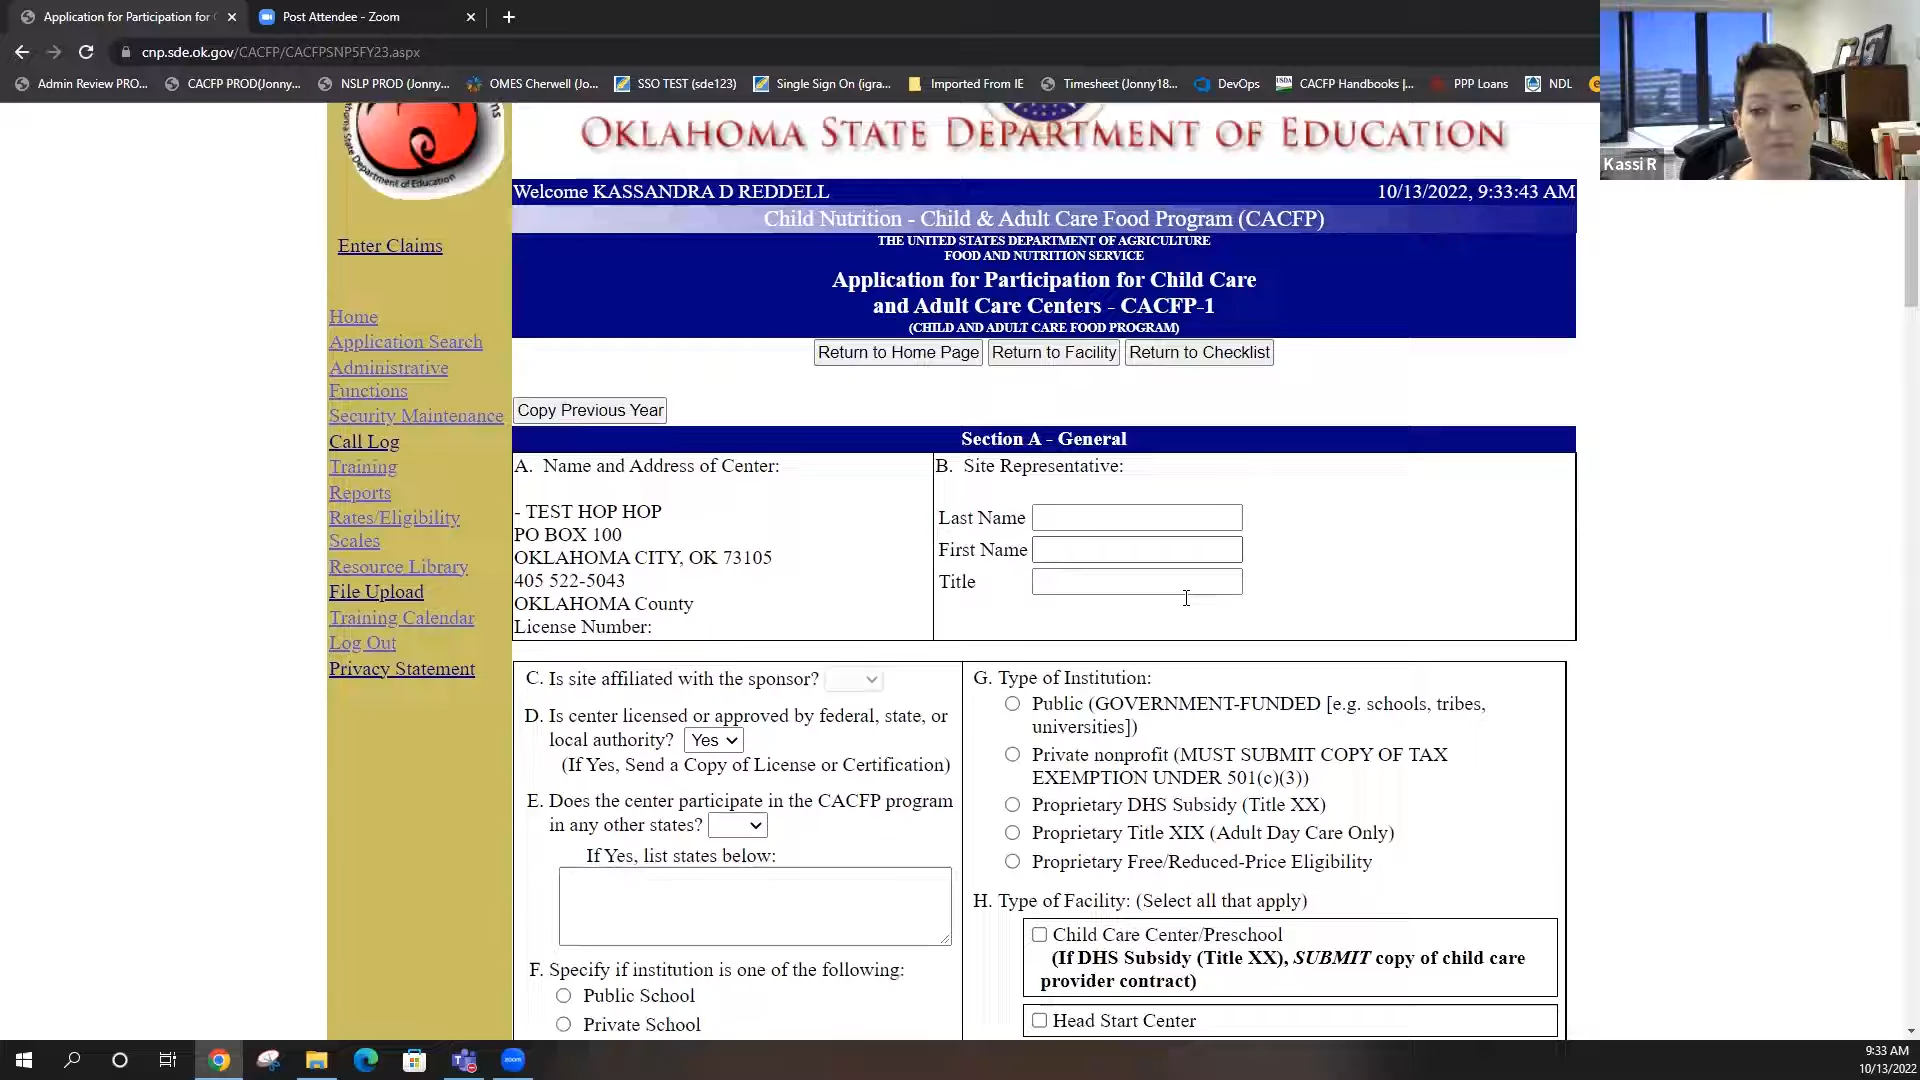 Application for Participation for
Post Attendee - Zoom
cnp.sde.ok.gov/CACFP/CACFPSNP5FY23.aspx
Admin Review PRO...
CACFP PROD(Jonny...
NSLP PROD (Jonny...
OMES Cherwell (Jo...
SSO TEST (sde123)
Single Sign On (igra...
Imported From IE
Timesheet (Jonny18...
DevOps
CACFP Handbooks |...
PPP Loans
NDL
Kassi R
Department of Education
OKLAHOMA STATE DEPARTMENT OF EDUCATION
Welcome KASSANDRA D REDDELL
10/13/2022, 9:33:43 AM
Child Nutrition - Child & Adult Care Food Program (CACFP)
THE UNITED STATES DEPARTMENT OF AGRICULTURE
FOOD AND NUTRITION SERVICE
Application for Participation for Child Care
and Adult Care Centers - CACFP-1
(CHILD AND ADULT CARE FOOD PROGRAM)
Return to Home Page
Return to Facility
Return to Checklist
Enter Claims
Home
Application Search
Administrative
Functions
Security Maintenance
Call Log
Training
Reports
Rates/Eligibility
Scales
Resource Library
File Upload
Training Calendar
Log Out
Privacy Statement
Copy Previous Year
Section A - General
A. Name and Address of Center:
- TEST HOP HOP
PO BOX 100
OKLAHOMA CITY, OK 73105
405 522-5043
OKLAHOMA County
License Number:
B. Site Representative:
Last Name
First Name
Title
C. Is site affiliated with the sponsor?
D. Is center licensed or approved by federal, state, or
local authority? Yes
(If Yes, Send a Copy of License or Certification)
E. Does the center participate in the CACFP program
in any other states?
If Yes, list states below:
F. Specify if institution is one of the following:
Public School
Private School
G. Type of Institution:
Public (GOVERNMENT-FUNDED [e.g. schools, tribes,
universities])
Private nonprofit (MUST SUBMIT COPY OF TAX
EXEMPTION UNDER 501(c)(3))
Proprietary DHS Subsidy (Title XX)
Proprietary Title XIX (Adult Day Care Only)
Proprietary Free/Reduced-Price Eligibility
H. Type of Facility: (Select all that apply)
Child Care Center/Preschool
(If DHS Subsidy (Title XX), SUBMIT copy of child care
provider contract)
Head Start Center
zoom
9:33 AM
10/13/2022